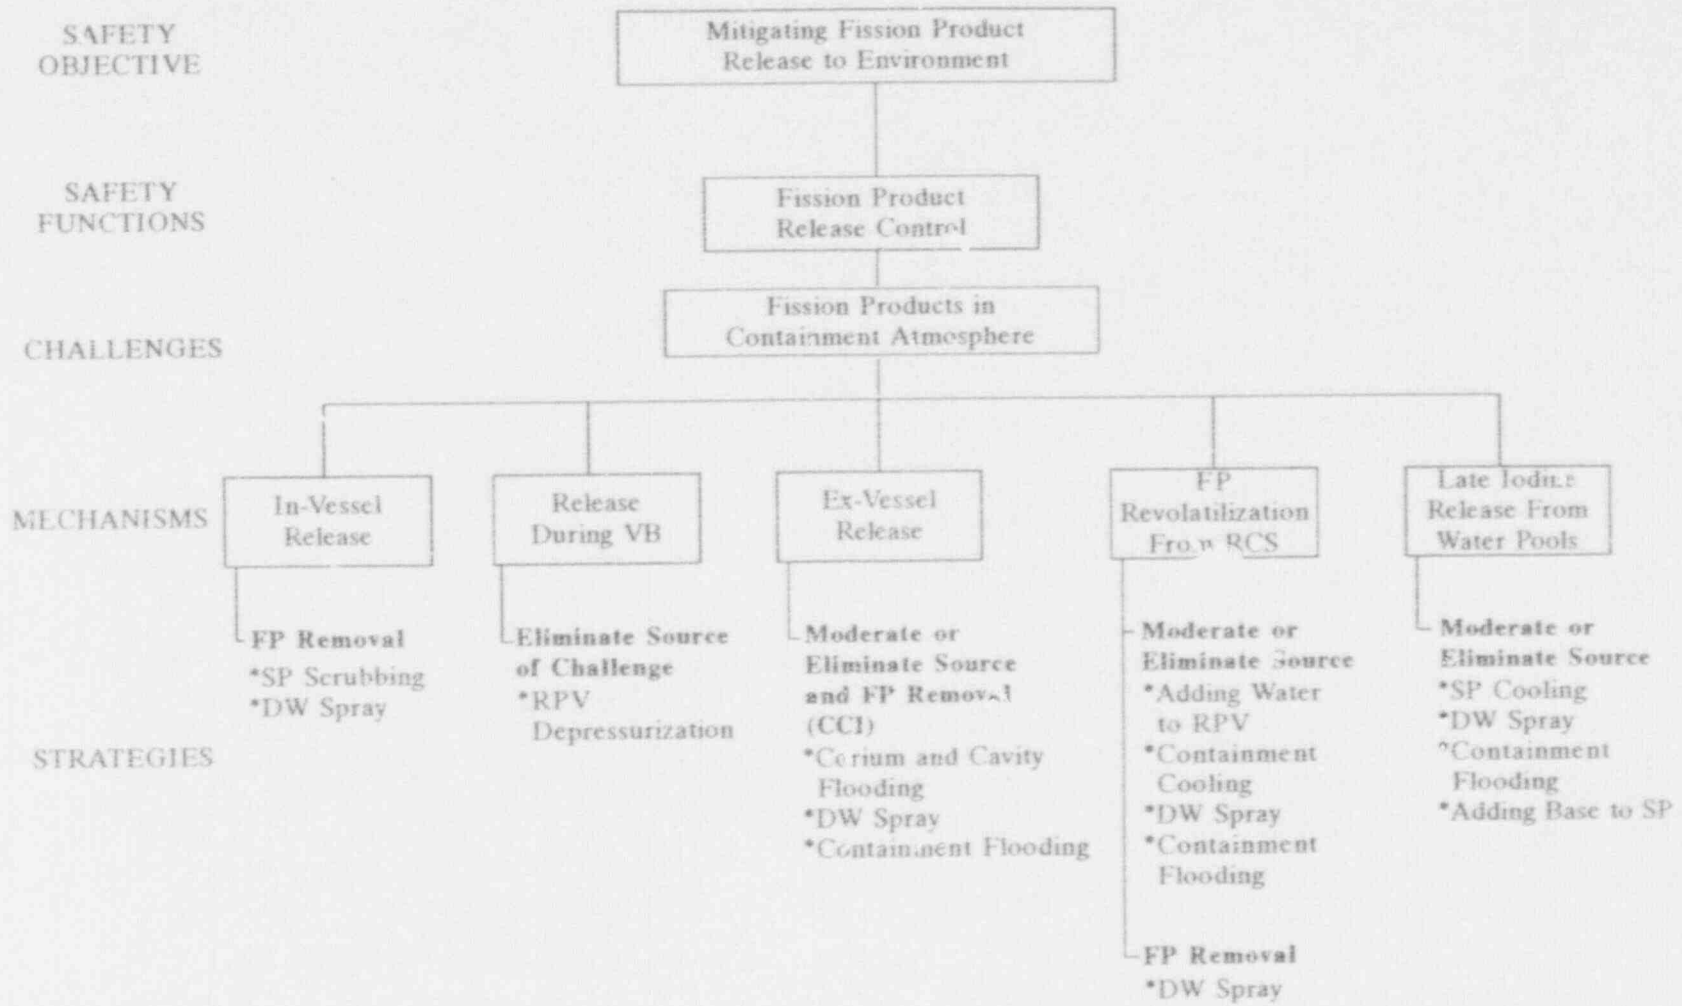 SAFETY
OBJECTIVE
Mitigating Fission Product
Release to Environment
SAFETY
FUNCTIONS
Fission Product
Release Control
CHALLENGES
Fission Products in
Containment Atmosphere
MECHANISMS
In-Vessel
Release
Release
During VB
Ex-Vessel
Release
FP
Revolatilization
From RCS
Late Iodine
Release From
Water Pools
STRATEGIES
FP Removal
*SP Scrubbing
*DW Spray
Eliminate Source
of Challenge
*RPV
Depressurization
Moderate or
Eliminate Source
and FP Removal
(CCI)
*Corium and Cavity
Flooding
*DW Spray
*Containment Flooding
Moderate or
Eliminate Source
*Adding Water
to RPV
*Containment
Cooling
*DW Spray
*Containment
Flooding
FP Removal
*DW Spray
Moderate or
Eliminate Source
*SP Cooling
*DW Spray
*Containment
Flooding
*Adding Base to SP